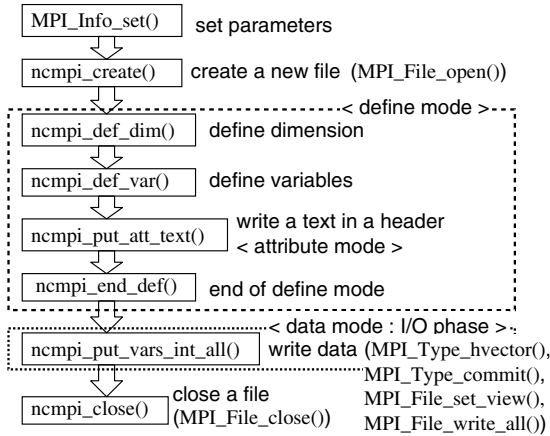 MPI_Info_set() set parameters
ncmpi_create() create a new file (MPI_File_open())
< define mode >
ncmpi_def_dim() define dimension
ncmpi_def_var() define variables
ncmpi_put_att_text() write a text in a header
< attribute mode >
ncmpi_end_def() end of define mode
< data mode : I/O phase >
ncmpi_put_vars_int_all() write data (MPI_Type_hvector(),
MPI_Type_commit(),
MPI_File_set_view(),
MPI_File_write_all())
ncmpi_close() close a file
(MPI_File_close())